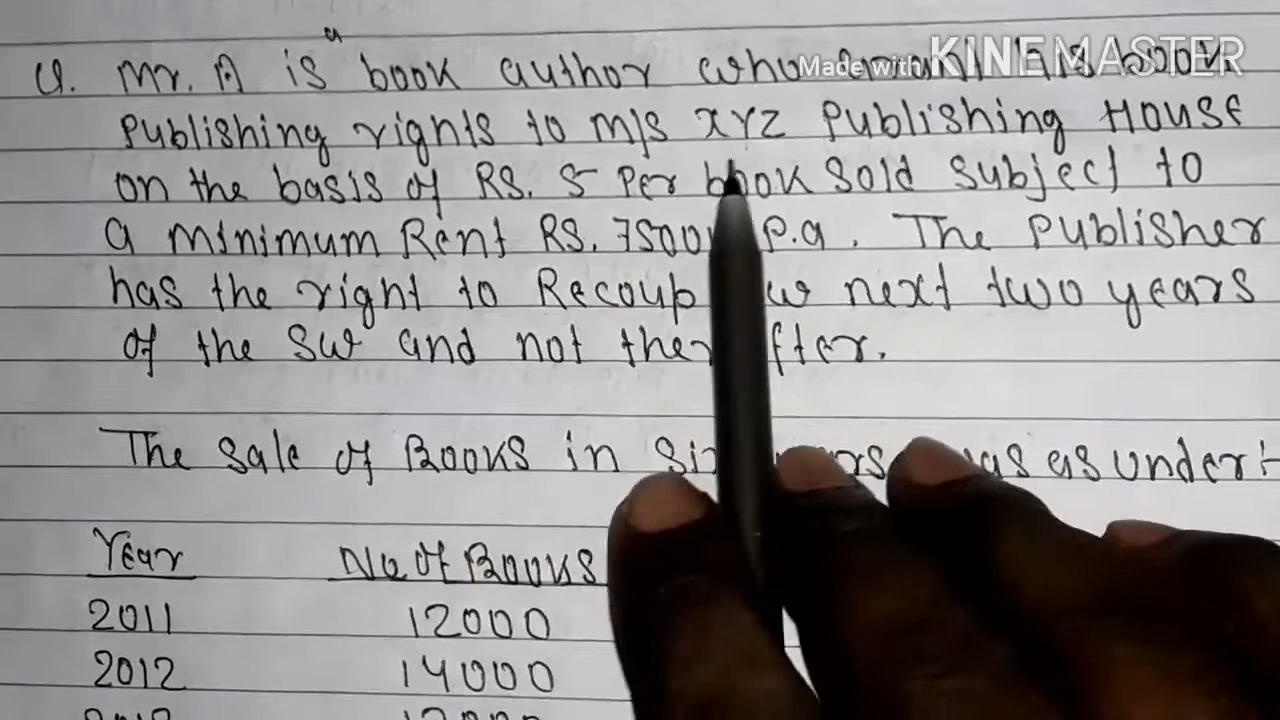 Made with KINEMASTER
Q. Mr. A is a book author who his book
Publishing rights to M/s XYZ Publishing House
on the basis of RS. 5 Per book sold subject to
a minimum Rent RS. 7500 P.a. The Publisher
has the right to Recoup next two years
of the SW and not
The sale of Books in as under:-
Year No. of Books
2011 12000
2012 14000